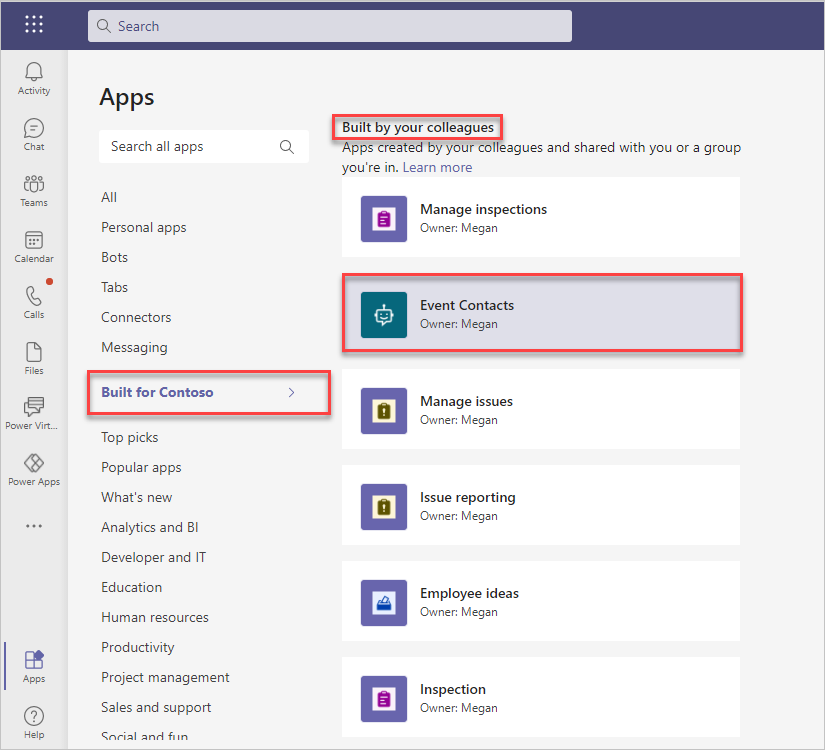 Search
Activity
Chat
Teams
Calendar
Calls
Files
Power Virt...
Power Apps
Apps
Help
Apps
Search all apps
All
Personal apps
Bots
Tabs
Connectors
Messaging
Built for Contoso
Top picks
Popular apps
What's new
Analytics and BI
Developer and IT
Education
Human resources
Productivity
Project management
Sales and support
Social and fun
Built by your colleagues
Apps created by your colleagues and shared with you or a group
you're in. Learn more
Manage inspections
Owner: Megan
Event Contacts
Owner: Megan
Manage issues
Owner: Megan
Issue reporting
Owner: Megan
Employee ideas
Owner: Megan
Inspection
Owner: Megan